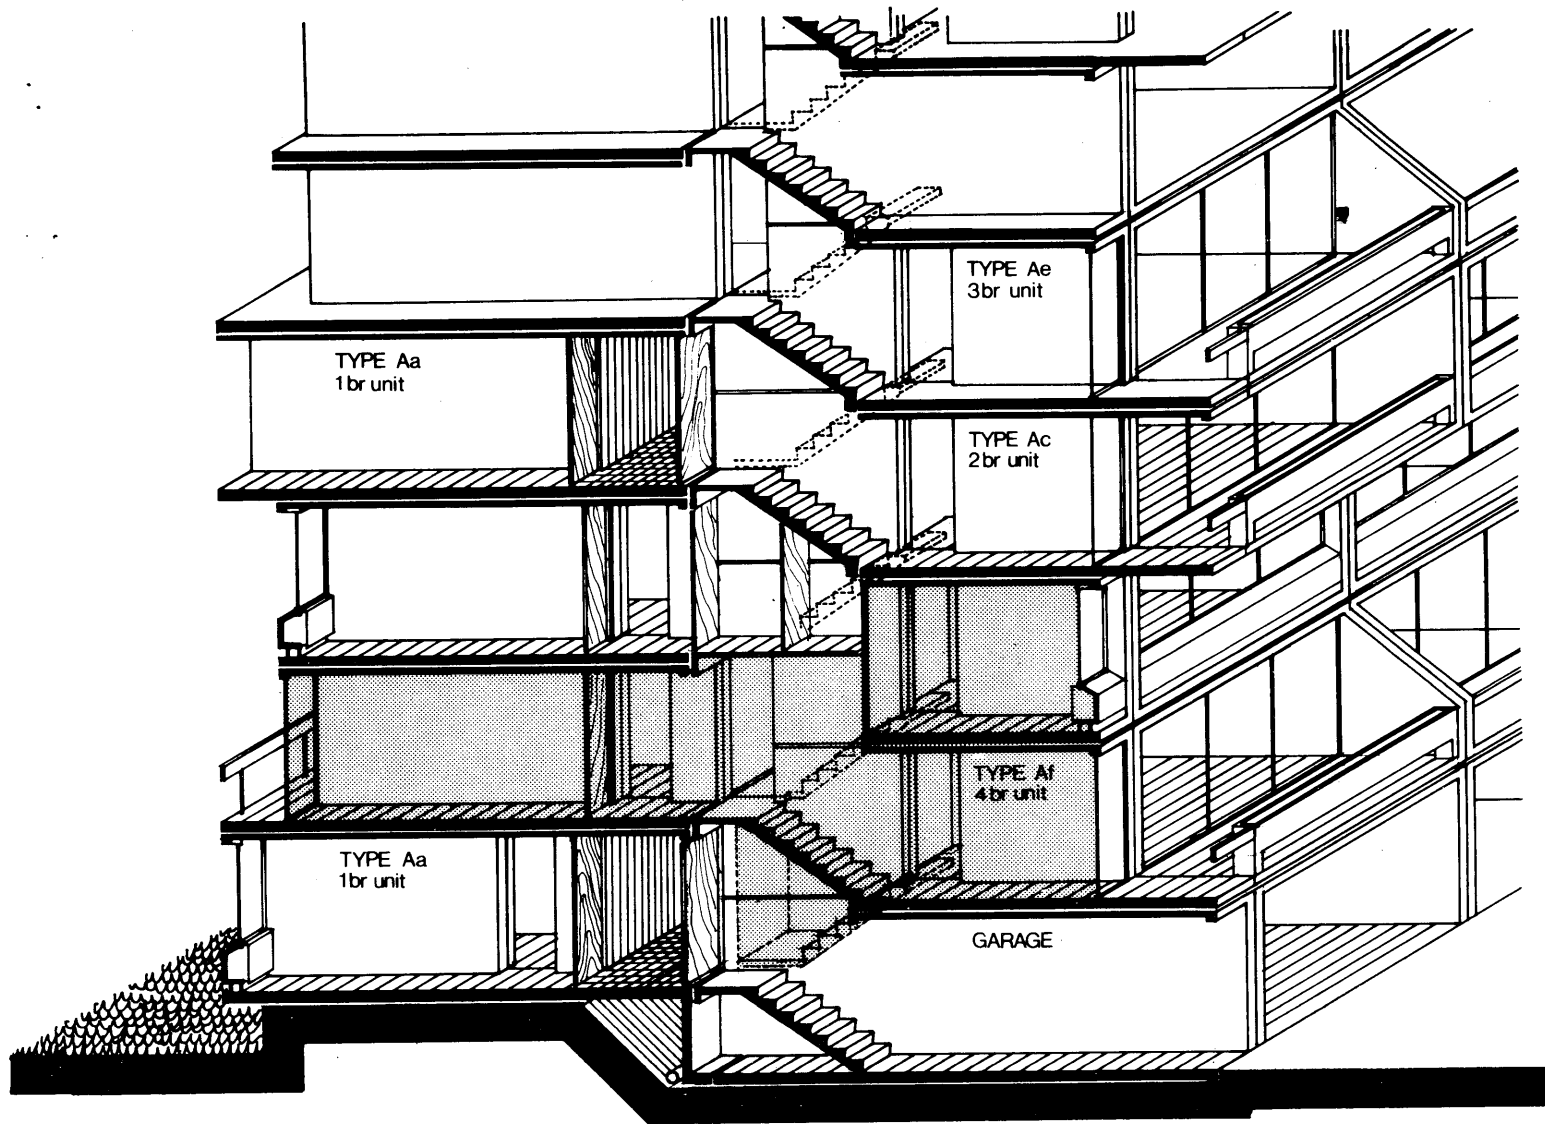 TYPE Ae
3br unit
TYPE Aa
1br unit
TYPE Ac
2br unit
TYPE Af
4br unit
TYPE Aa
1br unit
GARAGE